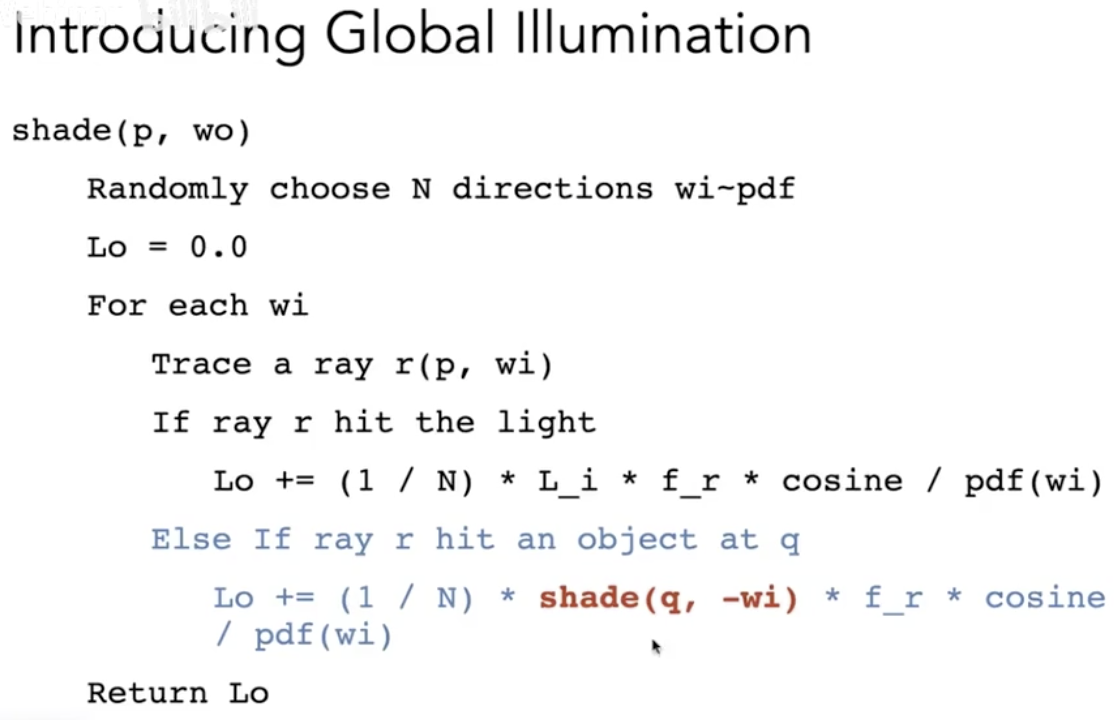 Introducing Global Illumination
shade(p, wo)
Randomly choose N directions wi~pdf
Lo = 0.0
For each wi
Trace a ray r(p, wi)
If ray r hit the light
Lo += (1 / N) * L_i * f_r * cosine / pdf(wi)
Else If ray r hit an object at q
Lo += (1 / N) * shade(q, -wi) * f_r * cosine
/ pdf(wi)
Return Lo